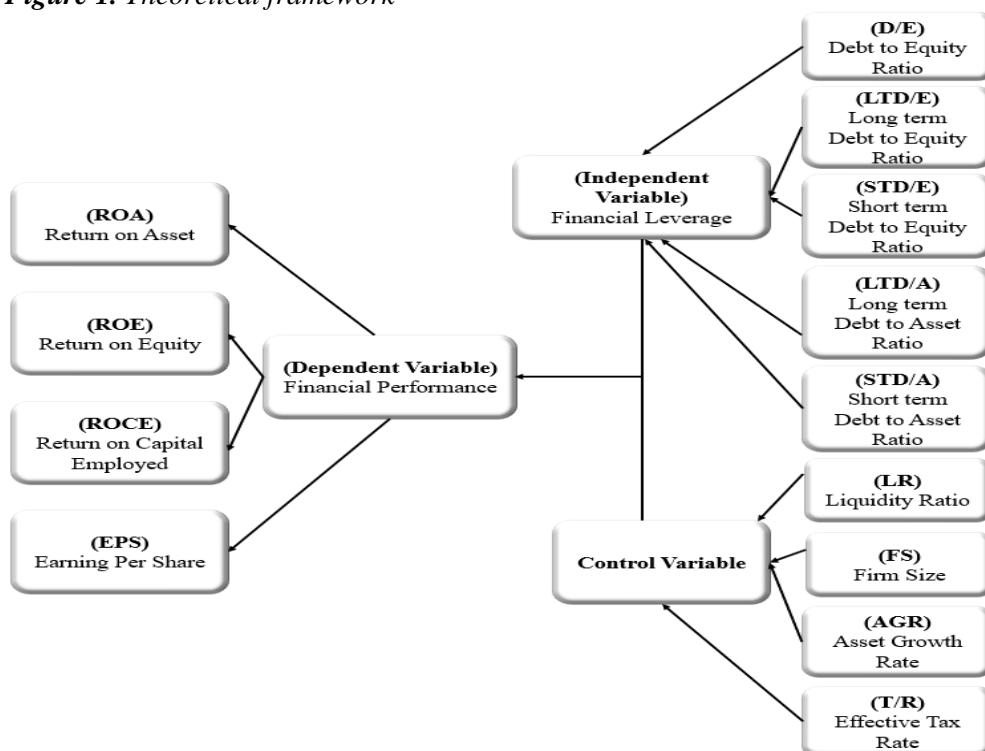 Figure 1. Theoretical framework
(D/E)
Debt to Equity
Ratio
(LTD/E)
Long term
Debt to Equity
Ratio
(Independent
Variable)
Financial Leverage
(STD/E)
Short term
Debt to Equity
Ratio
(ROA)
Return on Asset
(LTD/A)
Long term
Debt to Asset
Ratio
(ROE)
Return on Equity
(Dependent Variable)
Financial Performance
(STD/A)
Short term
Debt to Asset
Ratio
(ROCE)
Return on Capital
Employed
(LR)
Liquidity Ratio
(EPS)
Earning Per Share
Control Variable
(FS)
Firm Size
(AGR)
Asset Growth
Rate
(T/R)
Effective Tax
Rate